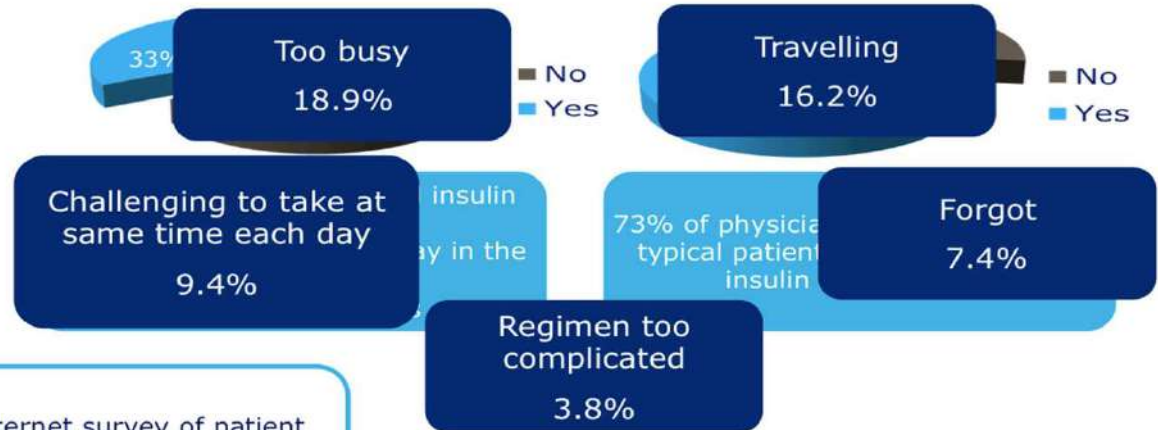 33%
Too busy
18.9%
No
Yes
Travelling
16.2%
No
Yes
Challenging to take at
same time each day
9.4%
insulin
ay in the
73% of
typical patient
insulin
Forgot
7.4%
Regimen too
complicated
3.8%
survey of patient